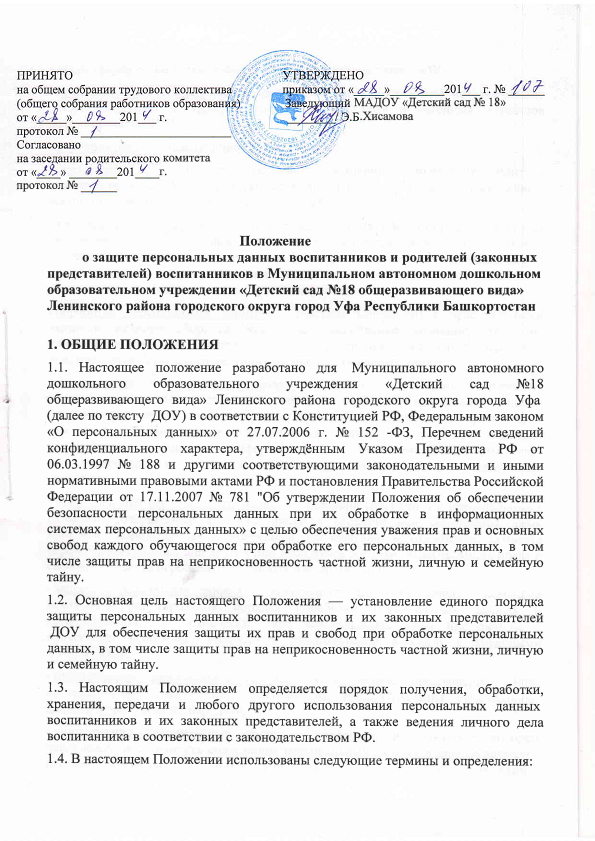 ПРИНЯТО
на общем собрании трудового коллектива
(общего собрания работников образования)
от «28» 08 2014 г.
протокол № 1
Согласовано
на заседании родительского комитета
от «28» 08 2014 г.
протокол № 1
УТВЕРЖДЕНО
приказом от « 28 » 08 2014 г. № 107
Заведующий МАДОУ «Детский сад № 18»
Э.Б.Хисамова
Положение
о защите персональных данных воспитанников и родителей (законных
представителей) воспитанников в Муниципальном автономном дошкольном
образовательном учреждении «Детский сад №18 общеразвивающего вида»
Ленинского района городского округа город Уфа Республики Башкортостан
1. ОБЩИЕ ПОЛОЖЕНИЯ
1.1. Настоящее положение разработано для Муниципального автономного
дошкольного образовательного учреждения «Детский сад №18
общеразвивающего вида» Ленинского района городского округа города Уфа
(далее по тексту ДОУ) в соответствии с Конституцией РФ, Федеральным законом
«О персональных данных» от 27.07.2006 г. № 152 -ФЗ, Перечнем сведений
конфиденциального характера, утверждённым Указом Президента РФ от
06.03.1997 № 188 и другими соответствующими законодательными и иными
нормативными правовыми актами РФ и постановления Правительства Российской
Федерации от 17.11.2007 № 781 "Об утверждении Положения об обеспечении
безопасности персональных данных при их обработке в информационных
системах персональных данных» с целью обеспечения уважения прав и основных
свобод каждого обучающегося при обработке его персональных данных, в том
числе защиты прав на неприкосновенность частной жизни, личную и семейную
тайну.
1.2. Основная цель настоящего Положения — установление единого порядка
защиты персональных данных воспитанников и их законных представителей
ДОУ для обеспечения защиты их прав и свобод при обработке персональных
данных, в том числе защиты прав на неприкосновенность частной жизни, личную
и семейную тайну.
1.3. Настоящим Положением определяется порядок получения, обработки,
хранения, передачи и любого другого использования персональных данных
воспитанников и их законных представителей, а также ведения личного дела
воспитанника в соответствии с законодательством РФ.
1.4. В настоящем Положении использованы следующие термины и определения: